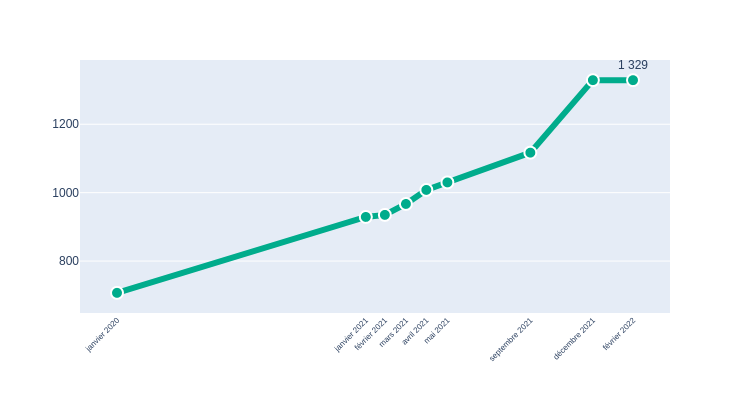 1 329
1200
1000
800
janvier 2020
janvier 2021
février 2021
mars 2021
avril 2021
mai 2021
septembre 2021
décembre 2021
février 2022